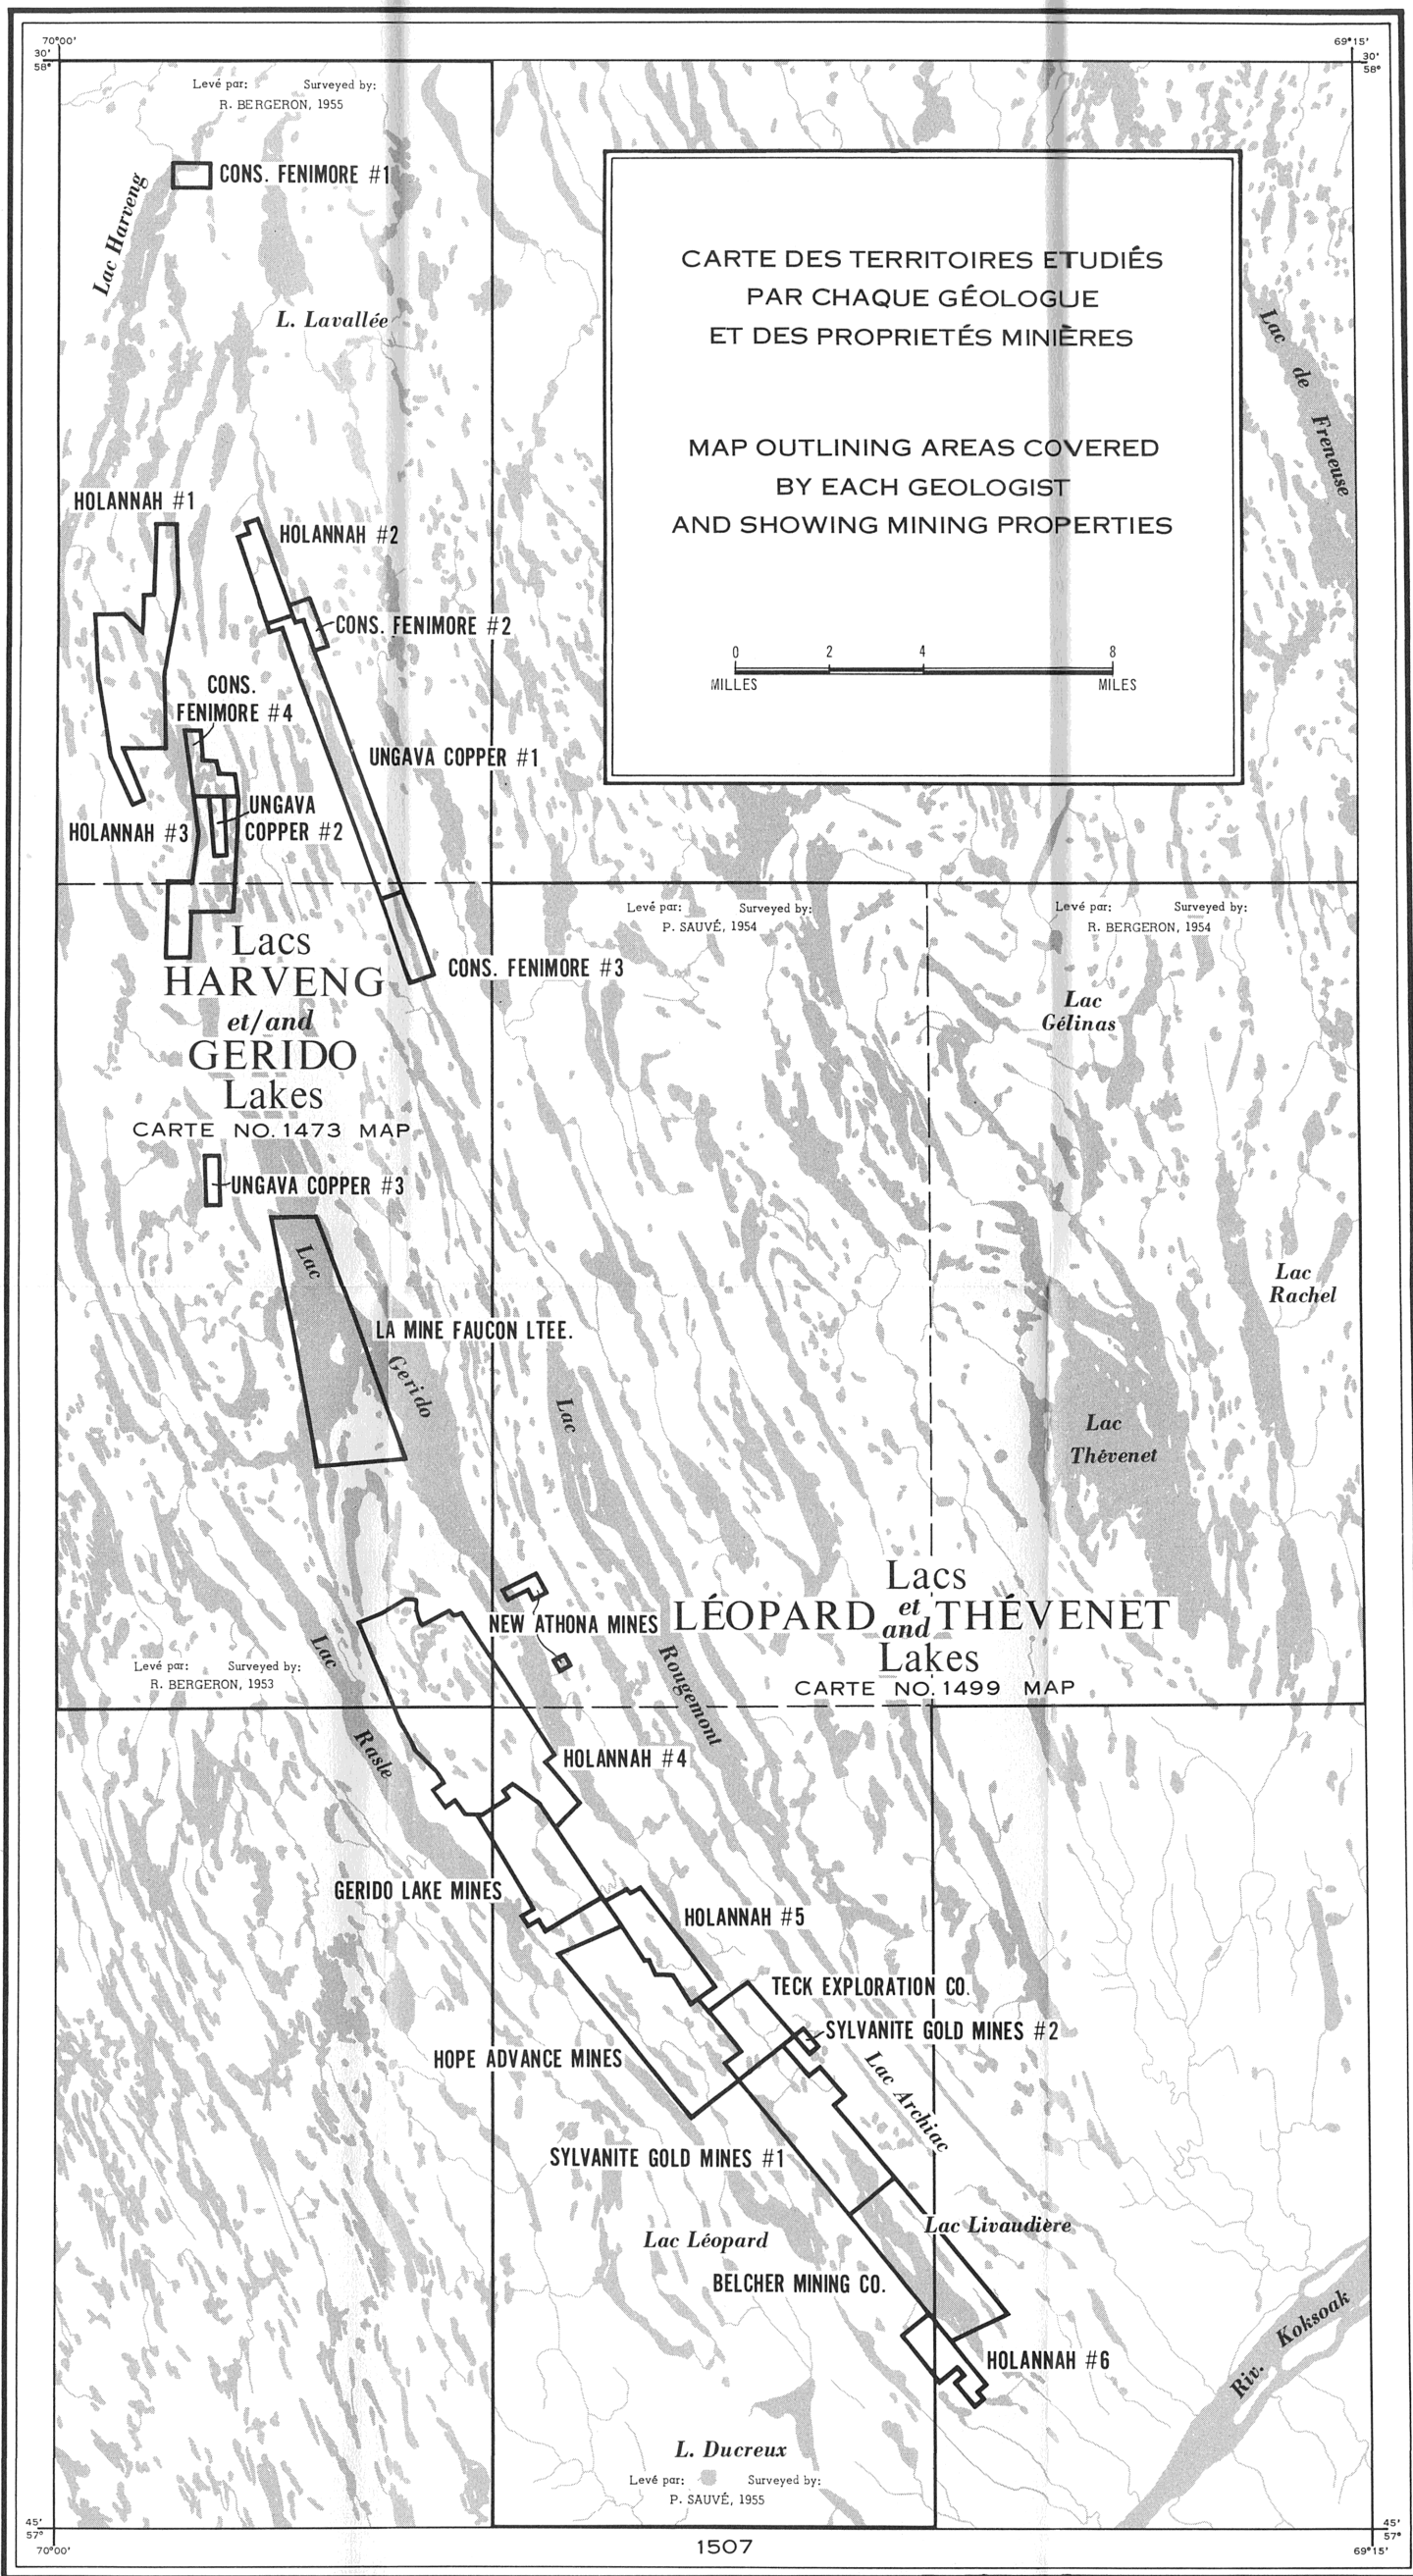 70°00'
30'
58°
69°15'
30'
58°
Levé par: Surveyed by:
R. BERGERON, 1955
CONS. FENIMORE #1
Lac Harveng
L. Lavallée
CARTE DES TERRITOIRES ETUDIÉS
PAR CHAQUE GÉOLOGUE
ET DES PROPRIETÉS MINIÈRES
MAP OUTLINING AREAS COVERED
BY EACH GEOLOGIST
AND SHOWING MINING PROPERTIES
0 2 4 8
MILLES MILES
Lac de Freneuse
HOLANNAH #1
HOLANNAH #2
CONS. FENIMORE #2
CONS.
FENIMORE #4
UNGAVA COPPER #1
UNGAVA
COPPER #2
HOLANNAH #3
Levé par: Surveyed by:
P. SAUVÉ, 1954
Levé par: Surveyed by:
R. BERGERON, 1954
Lacs
HARVENG
et/and
GERIDO
Lakes
CARTE NO. 1473 MAP
CONS. FENIMORE #3
Lac
Gélinas
UNGAVA COPPER #3
Lac Gerido
Lac
Rachel
LA MINE FAUCON LTEE.
Lac Rougemont
Lac
Thévenet
NEW ATHONA MINES
Lacs
LÉOPARD et and THÉVENET
Lakes
CARTE NO. 1499 MAP
Levé par: Surveyed by:
R. BERGERON, 1953
Lac Rasle
HOLANNAH #4
GERIDO LAKE MINES
HOLANNAH #5
TECK EXPLORATION CO.
SYLVANITE GOLD MINES #2
HOPE ADVANCE MINES
Lac Archiac
SYLVANITE GOLD MINES #1
Lac Livaudière
Lac Léopard
BELCHER MINING CO.
HOLANNAH #6
Riv. Koksoak
L. Ducreux
Levé par: Surveyed by:
P. SAUVÉ, 1955
45'
57°
70°00'
1507
45'
57°
69°15'